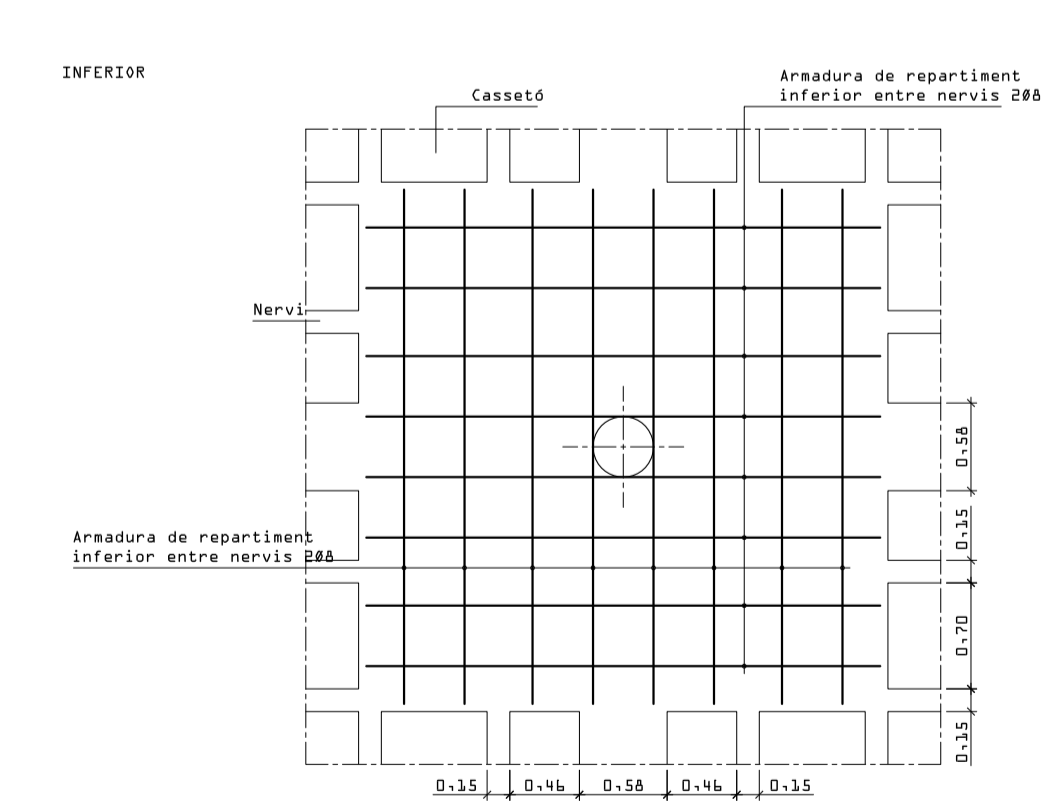 INFERIOR
Cassetó
Armadura de repartiment
inferior entre nervis 2Ø8
Nervi
Armadura de repartiment
inferior entre nervis 2Ø8
0,58
0,15
0,70
0,15
0,15 0,46 0,58 0,46 0,15